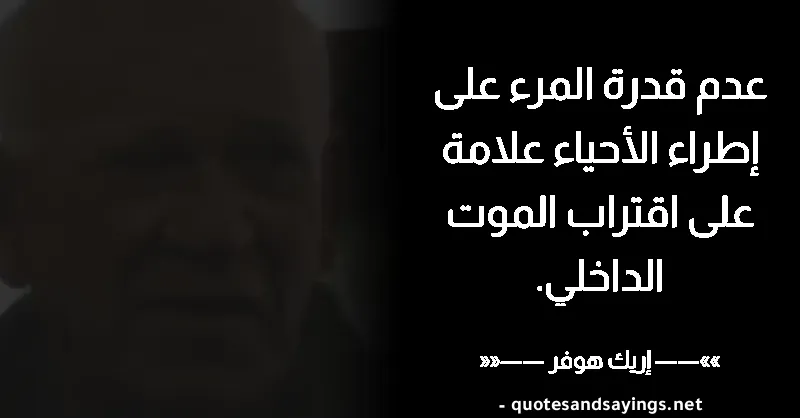 عدم قدرة المرء على
إطراء الأحياء علامة
على اقتراب الموت
الداخلي.
»»—— إريك هوفر ——««
- quotesandsayings.net